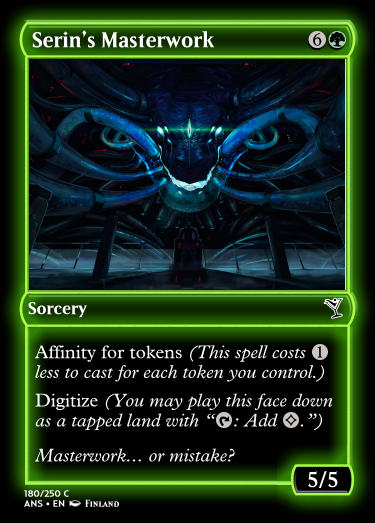 Serin's Masterwork 6
Sorcery
Affinity for tokens (This spell costs 1
less to cast for each token you control.)
Digitize (You may play this face down
as a tapped land with “: Add .”)
Masterwork... or mistake?
5/5
180/250 C
ANS • EN Finland